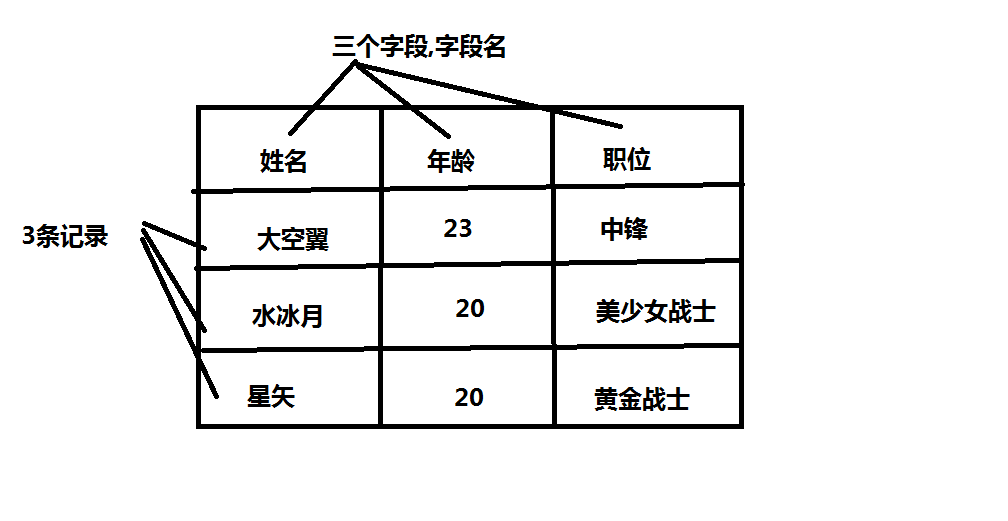 三个字段,字段名
姓名 年龄 职位
3条记录
大空翼 23 中锋
水冰月 20 美少女战士
星矢 20 黄金战士